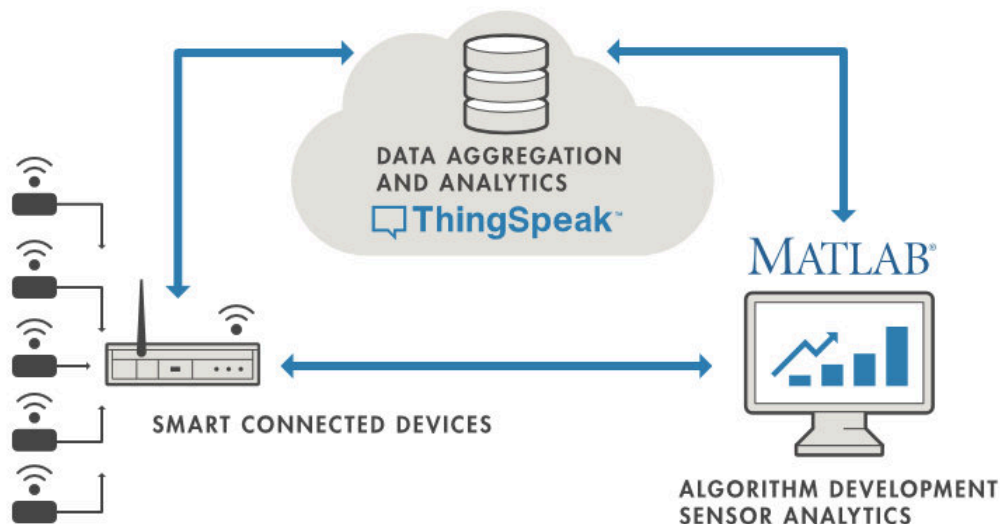 DATA AGGREGATION
AND ANALYTICS
ThingSpeak™
MATLAB®
SMART CONNECTED DEVICES
ALGORITHM DEVELOPMENT
SENSOR ANALYTICS